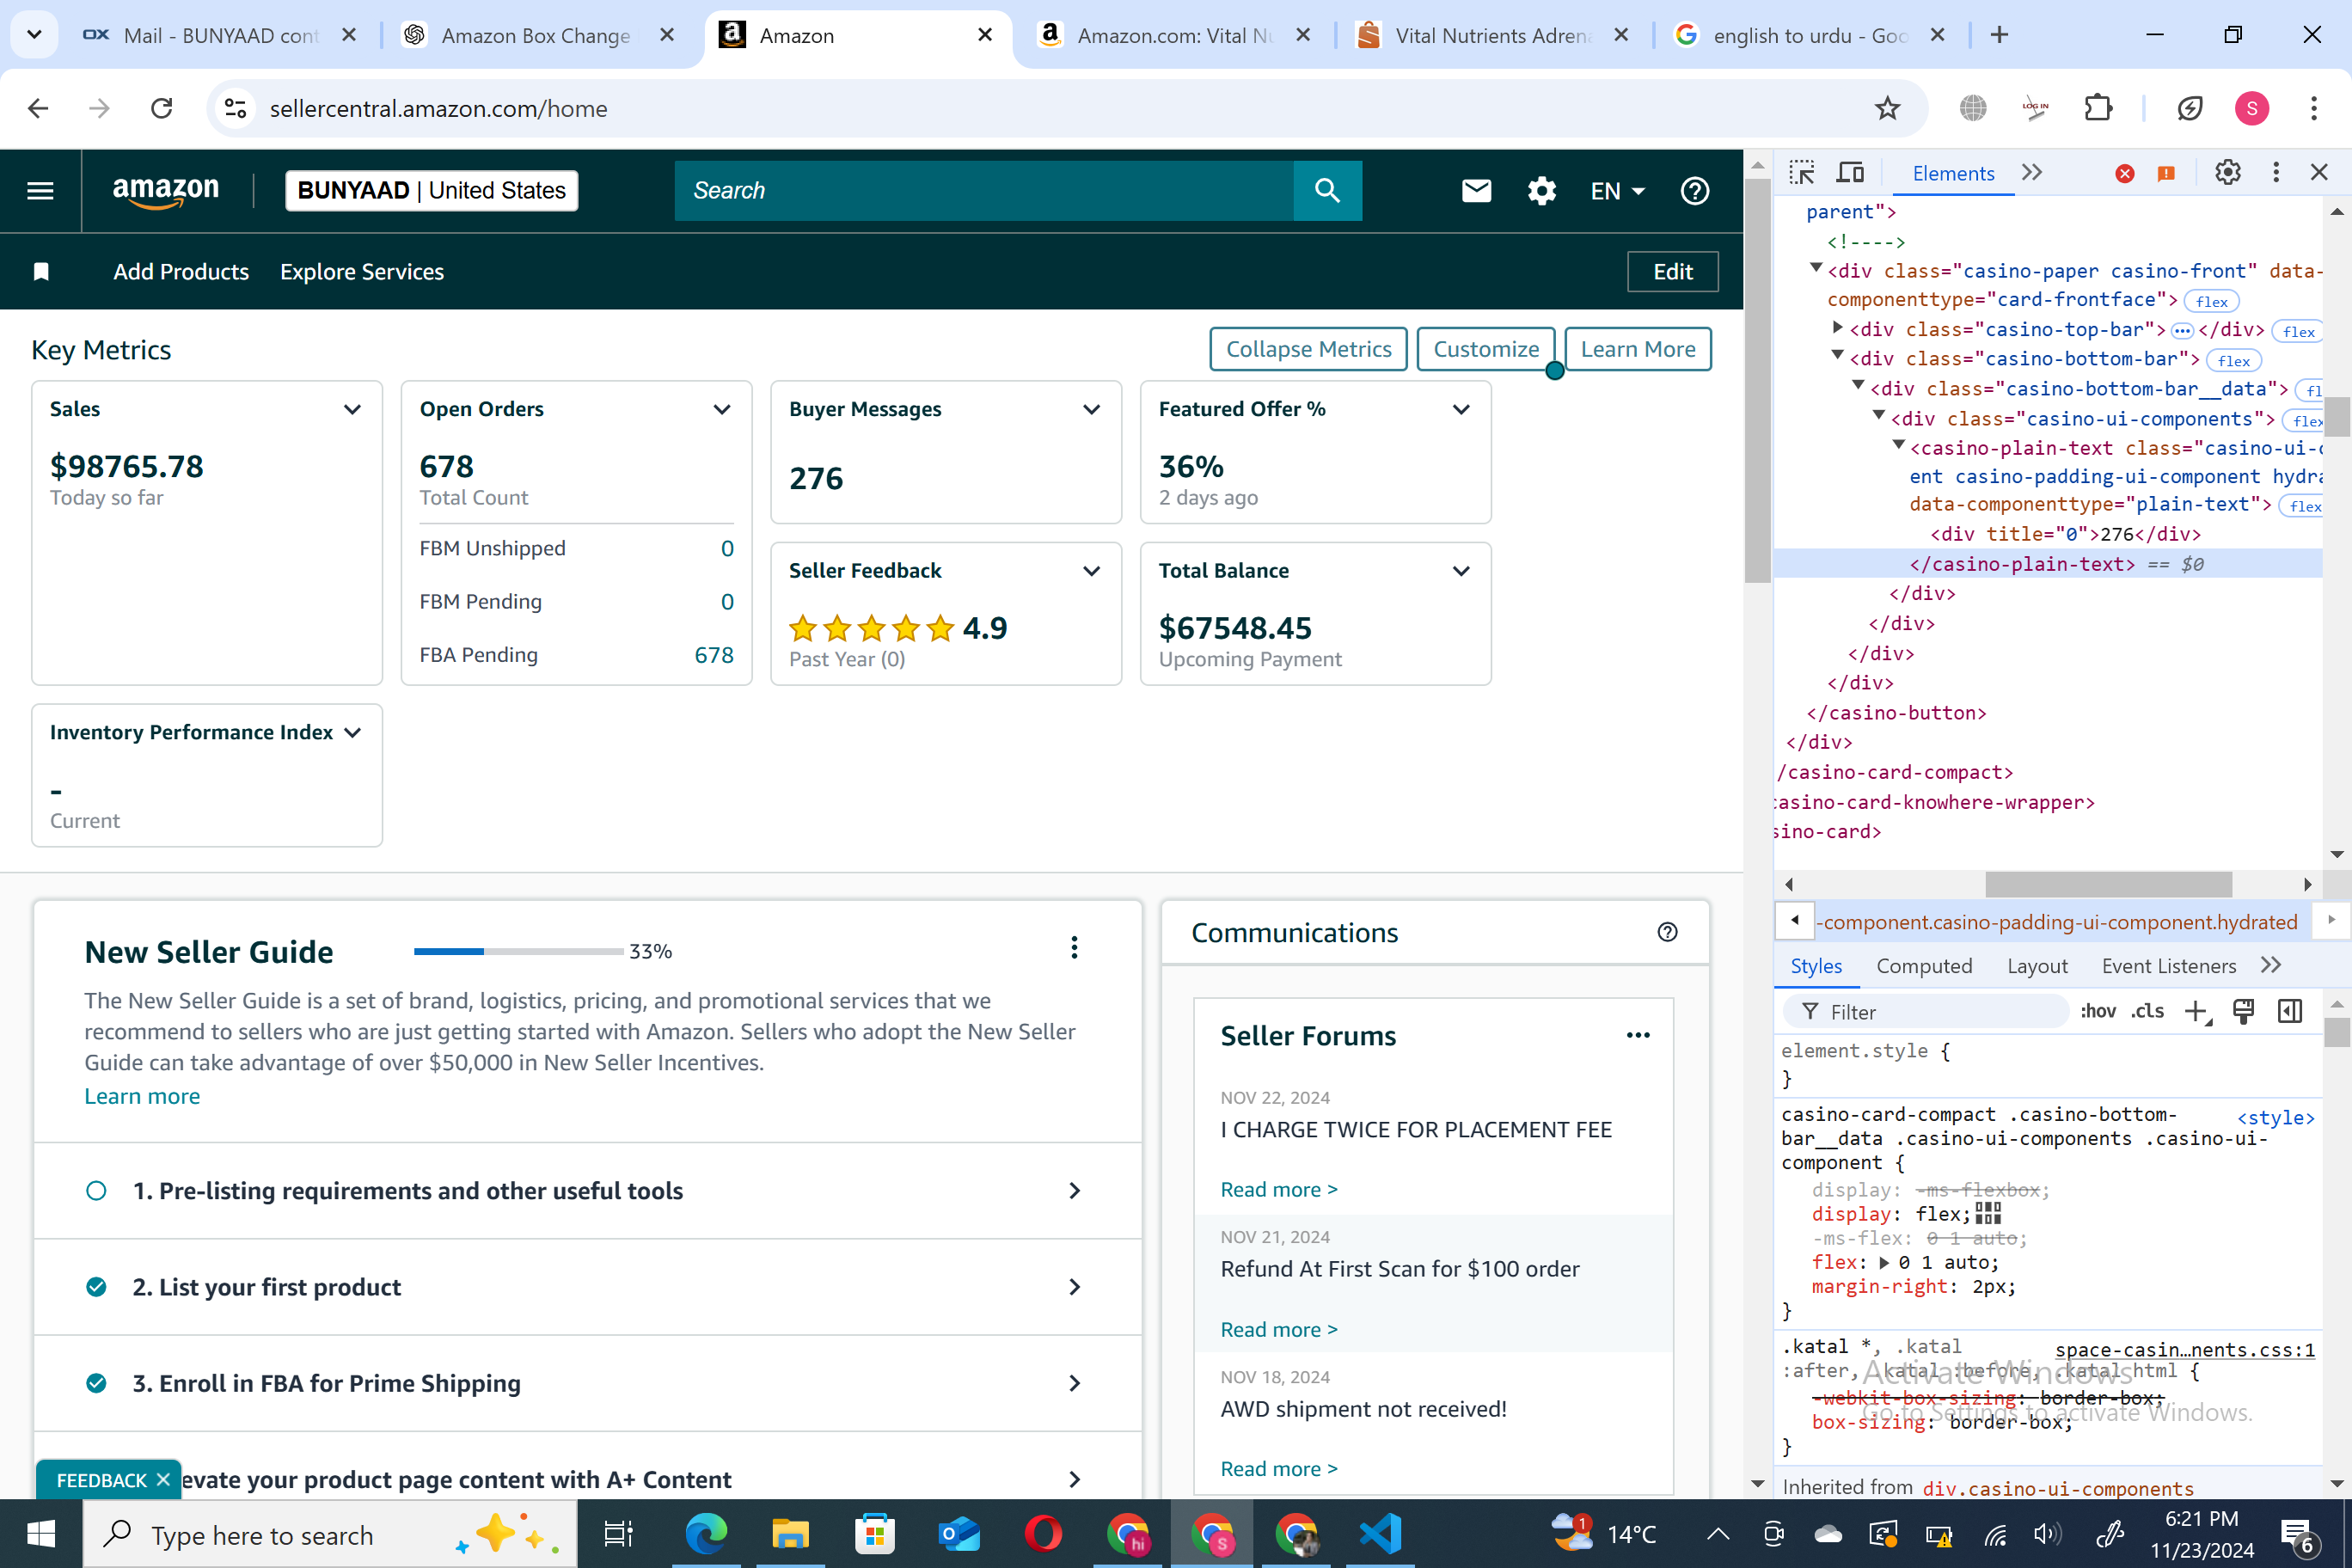 Mail - BUNYAAD cont
Amazon Box Change
Amazon
Amazon.com: Vital Nu
Vital Nutrients Adrena
english to urdu - Goo
sellercentral.amazon.com/home
LOG IN
S
amazon
BUNYAAD | United States
Search
EN
Add Products
Explore Services
Edit
Key Metrics
Collapse Metrics
Customize
Learn More
Sales
$98765.78
Today so far
Open Orders
678
Total Count
FBM Unshipped 0
FBM Pending 0
FBA Pending 678
Buyer Messages
276
Featured Offer %
36%
2 days ago
Seller Feedback
4.9
Past Year (0)
Total Balance
$67548.45
Upcoming Payment
Inventory Performance Index
-
Current
New Seller Guide
33%
The New Seller Guide is a set of brand, logistics, pricing, and promotional services that we
recommend to sellers who are just getting started with Amazon. Sellers who adopt the New Seller
Guide can take advantage of over $50,000 in New Seller Incentives.
Learn more
1. Pre-listing requirements and other useful tools
2. List your first product
3. Enroll in FBA for Prime Shipping
evate your product page content with A+ Content
FEEDBACK
Communications
Seller Forums
NOV 22, 2024
I CHARGE TWICE FOR PLACEMENT FEE
Read more >
NOV 21, 2024
Refund At First Scan for $100 order
Read more >
NOV 18, 2024
AWD shipment not received!
Read more >
Elements
parent">
<!---->
<div class="casino-paper casino-front" data-
componenttype="card-frontface"> flex
<div class="casino-top-bar"> ••• </div> flex
<div class="casino-bottom-bar"> flex
<div class="casino-bottom-bar__data"> fl
<div class="casino-ui-components"> flex
<casino-plain-text class="casino-ui-c
ent casino-padding-ui-component hydra
data-componenttype="plain-text"> flex
<div title="0">276</div>
</casino-plain-text> == $0
</div>
</div>
</div>
</div>
</casino-button>
</div>
/casino-card-compact>
casino-card-knowhere-wrapper>
sino-card>
-component.casino-padding-ui-component.hydrated
Styles
Computed
Layout
Event Listeners
Filter
:hov
.cls
element.style {
}
casino-card-compact .casino-bottom- <style>
bar__data .casino-ui-components .casino-ui-
component {
display: -ms-flexbox;
display: flex;
-ms-flex: 0 1 auto;
flex: 0 1 auto;
margin-right: 2px;
}
.katal *, .katal space-casin…nents.css:1
:after, .katal :before, .katal html {
-webkit-box-sizing: border-box;
box-sizing: border-box;
}
Inherited from div.casino-ui-components
Activate Windows
Go to Settings to activate Windows.
Type here to search
hi
S
1
14°C
6:21 PM
11/23/2024
6